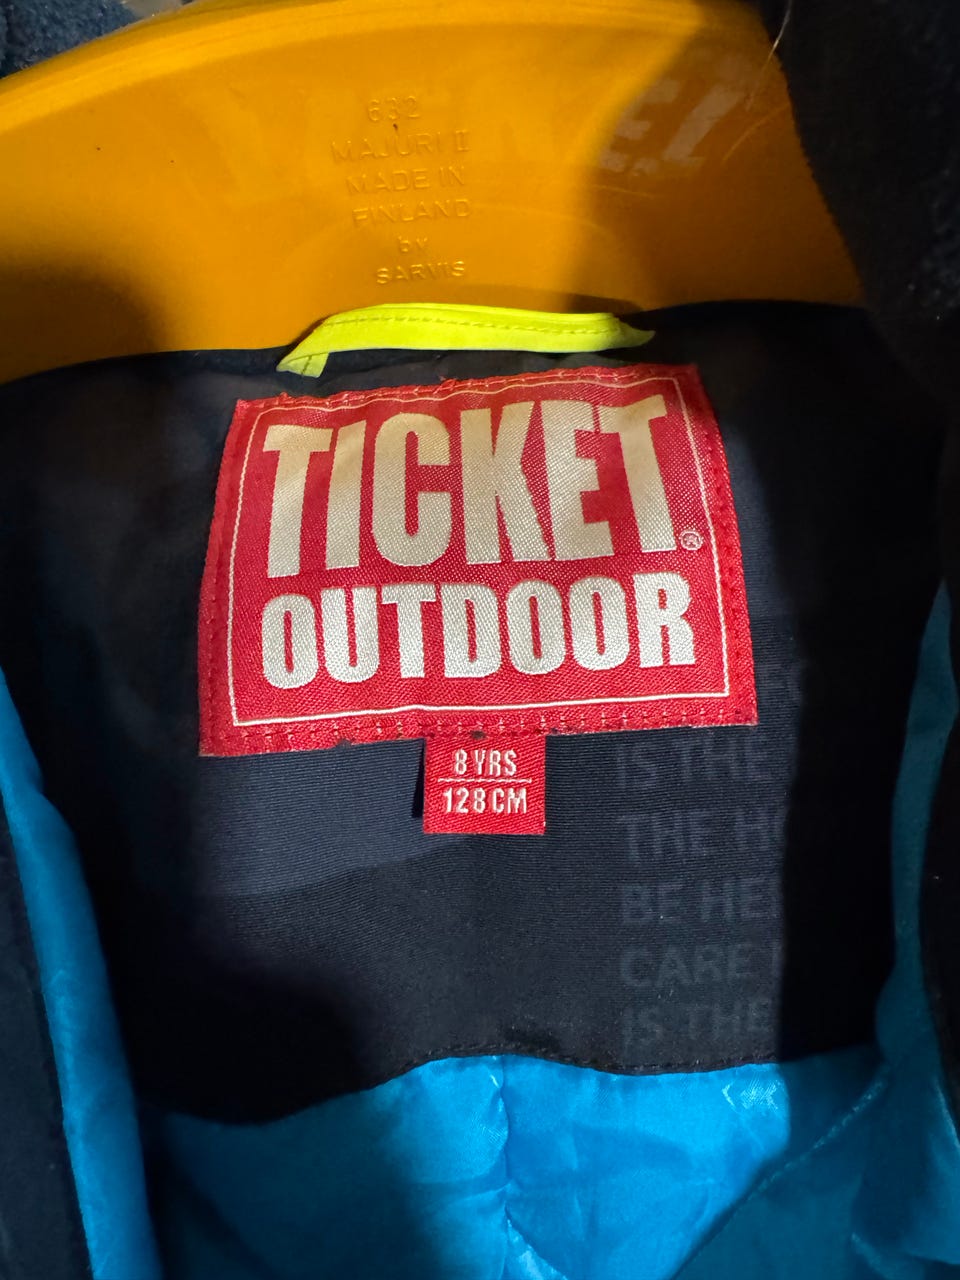 632
MAJURI II
MADE IN
FINLAND
by
SARVIS
TICKET
®
OUTDOOR
8 YRS
128 CM
IS THE
THE
BE
CARE
IS THE